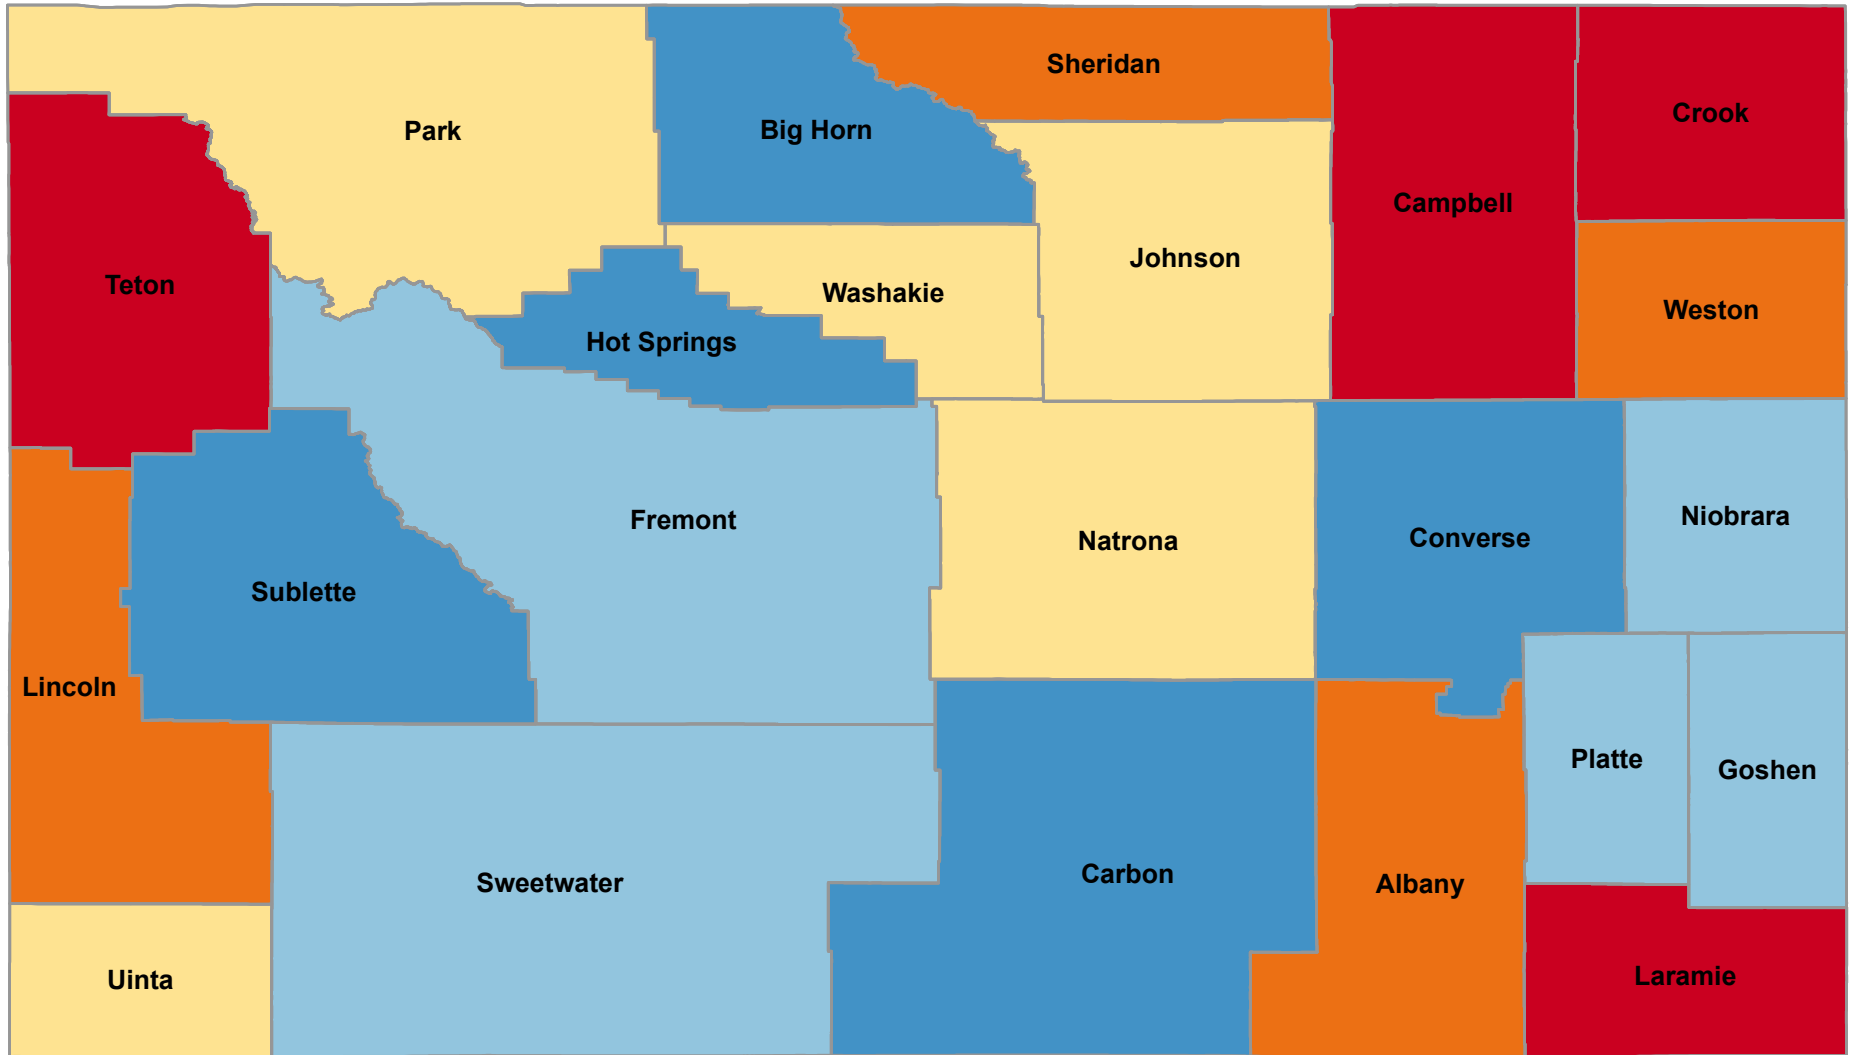 Sheridan
Crook
Park
Big Horn
Campbell
Johnson
Teton
Washakie
Weston
Hot Springs
Niobrara
Fremont
Converse
Natrona
Sublette
Lincoln
Platte
Goshen
Carbon
Sweetwater
Albany
Laramie
Uinta